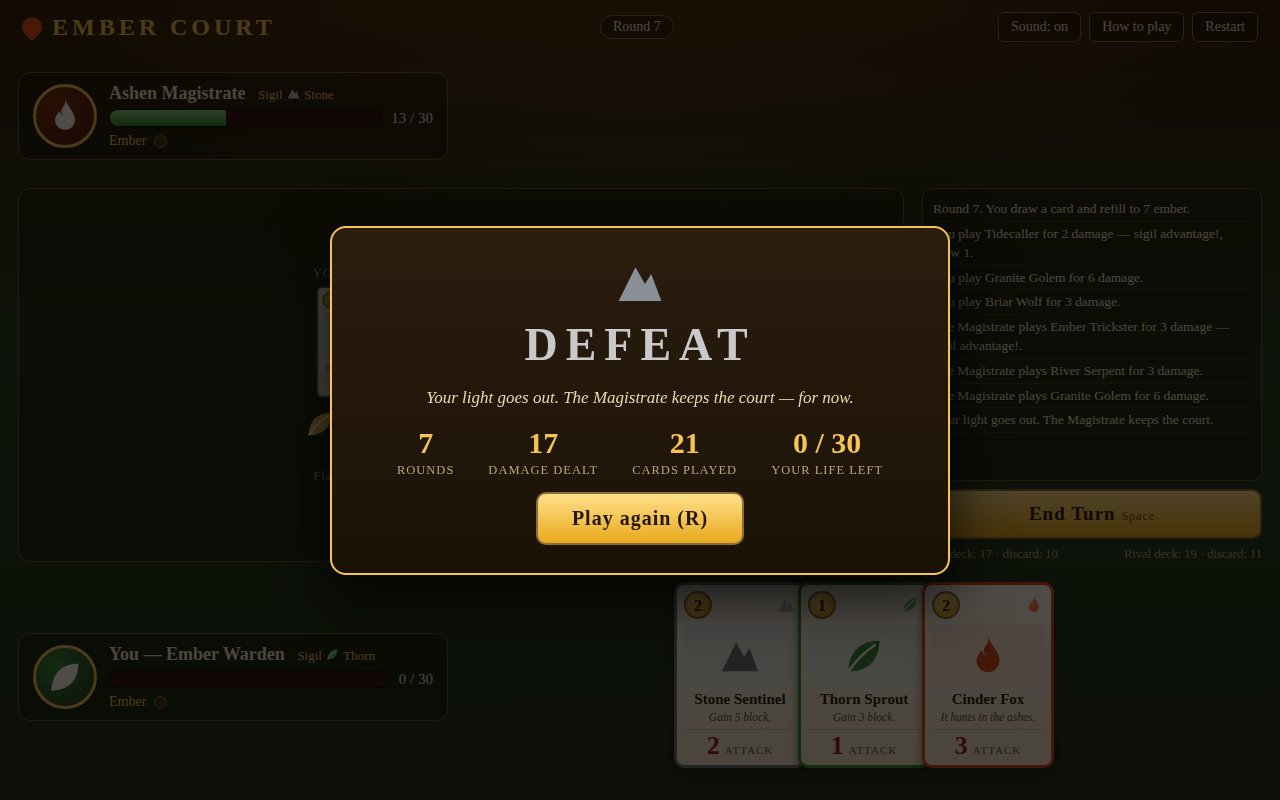 EMBER COURT
Round 7
Sound: on
How to play
Restart
Ashen Magistrate
Sigil Stone
13 / 30
Ember
Round 7. You draw a card and refill to 7 ember.
play Tidecaller for 2 damage — sigil advantage!,
1.
play Granite Golem for 6 damage.
play Briar Wolf for 3 damage.
Magistrate plays Ember Trickster for 3 damage —
advantage!.
Magistrate plays River Serpent for 3 damage.
Magistrate plays Granite Golem for 6 damage.
light goes out. The Magistrate keeps the court.
DEFEAT
Your light goes out. The Magistrate keeps the court — for now.
7
ROUNDS
17
DAMAGE DEALT
21
CARDS PLAYED
0 / 30
YOUR LIFE LEFT
Play again (R)
End Turn Space
deck: 17 · discard: 10
Rival deck: 19 · discard: 11
You — Ember Warden
Sigil Thorn
0 / 30
Ember
2
Stone Sentinel
Gain 5 block.
2 ATTACK
1
Thorn Sprout
Gain 3 block.
1 ATTACK
2
Cinder Fox
It hunts in the ashes.
3 ATTACK